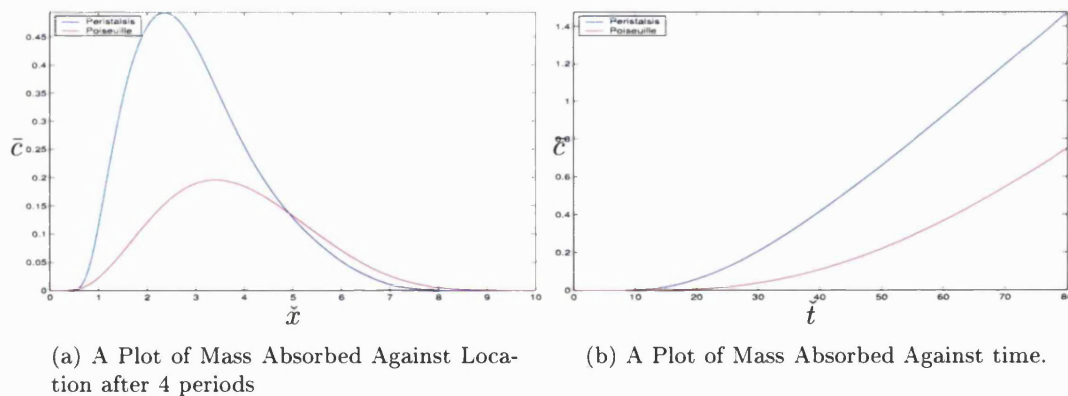 Peristalsis
Poiseuille
0.45
0.4
0.35
0.3
0.25
0.2
0.15
0.1
0.05
0
c̄
0 1 2 3 4 5 6 7 8 9 10
x̌
(a) A Plot of Mass Absorbed Against Loca-
tion after 4 periods
Peristalsis
Poiseuille
1.4
1.2
1
0.8
0.6
0.4
0.2
0
c̄
0 10 20 30 40 50 60 70 80
ť
(b) A Plot of Mass Absorbed Against time.